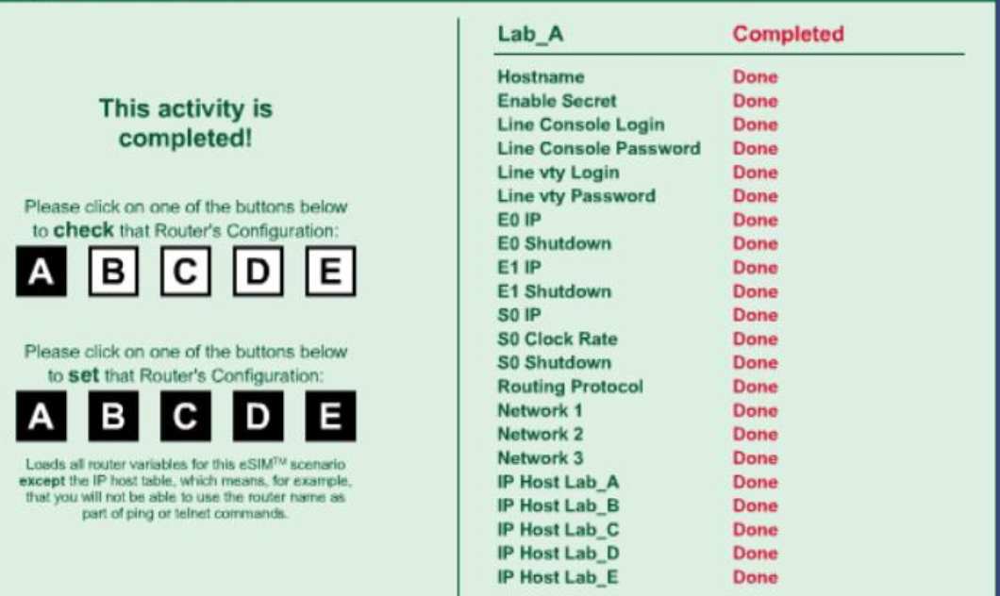 This activity is
completed!
Please click on one of the buttons below
to check that Router's Configuration:
A B C D E
Please click on one of the buttons below
to set that Router's Configuration:
A B C D E
Loads all router variables for this eSIM™ scenario
except the IP host table, which means, for example,
that you will not be able to use the router name as
part of ping or telnet commands.
Lab_A Completed
Hostname Done
Enable Secret Done
Line Console Login Done
Line Console Password Done
Line vty Login Done
Line vty Password Done
E0 IP Done
E0 Shutdown Done
E1 IP Done
E1 Shutdown Done
S0 IP Done
S0 Clock Rate Done
S0 Shutdown Done
Routing Protocol Done
Network 1 Done
Network 2 Done
Network 3 Done
IP Host Lab_A Done
IP Host Lab_B Done
IP Host Lab_C Done
IP Host Lab_D Done
IP Host Lab_E Done